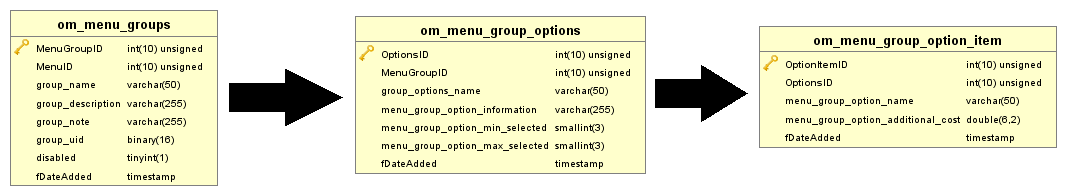 om_menu_groups
MenuGroupID int(10) unsigned
MenuID int(10) unsigned
group_name varchar(50)
group_description varchar(255)
group_note varchar(255)
group_uid binary(16)
disabled tinyint(1)
fDateAdded timestamp
om_menu_group_options
OptionsID int(10) unsigned
MenuGroupID int(10) unsigned
group_options_name varchar(50)
menu_group_option_information varchar(255)
menu_group_option_min_selected smallint(3)
menu_group_option_max_selected smallint(3)
fDateAdded timestamp
om_menu_group_option_item
OptionItemID int(10) unsigned
OptionsID int(10) unsigned
menu_group_option_name varchar(50)
menu_group_option_additional_cost double(6,2)
fDateAdded timestamp